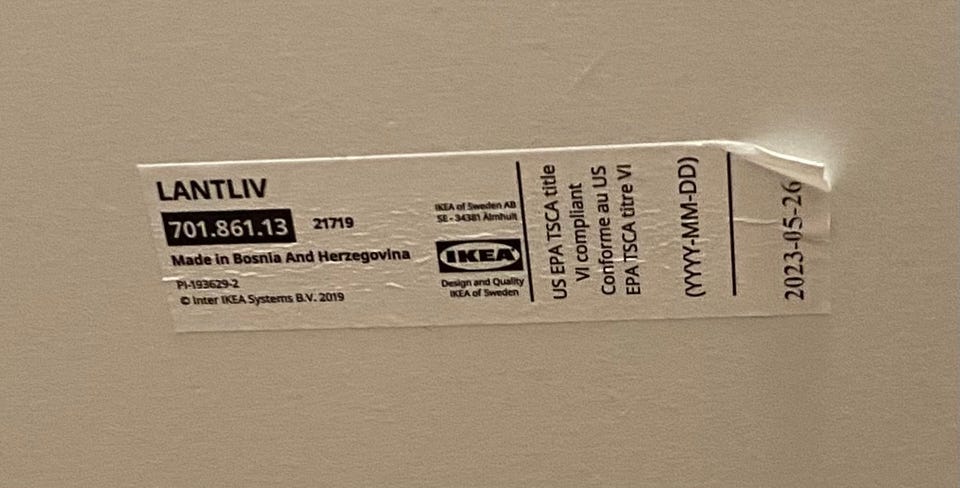 LANTLIV
701.861.13 21719
Made in Bosnia And Herzegovina
PI-193629-2
© Inter IKEA Systems B.V. 2019
IKEA of Sweden AB
SE - 34381 Älmhult
IKEA
Design and Quality
IKEA of Sweden
US EPA TSCA title
VI compliant
Conforme au US
EPA TSCA titre VI
(YYYY-MM-DD)
2023-05-26